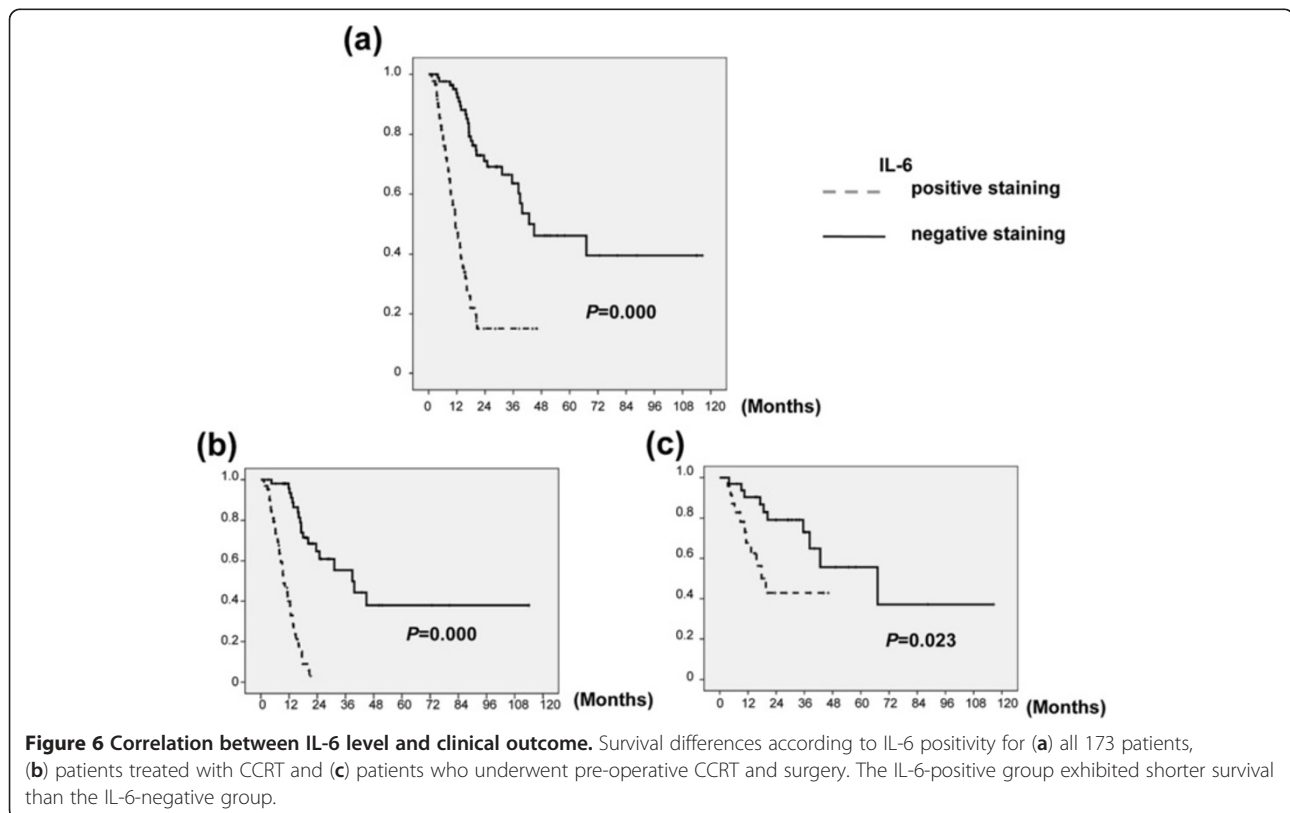 (a)
1.0
0.8
0.6
0.4
0.2
0
P=0.000
0 12 24 36 48 60 72 84 96 108 120 (Months)
IL-6
positive staining
negative staining
(b)
1.0
0.8
0.6
0.4
0.2
0
P=0.000
0 12 24 36 48 60 72 84 96 108 120 (Months)
(c)
1.0
0.8
0.6
0.4
0.2
0
P=0.023
0 12 24 36 48 60 72 84 96 108 120 (Months)
Figure 6 Correlation between IL-6 level and clinical outcome. Survival differences according to IL-6 positivity for (a) all 173 patients,
(b) patients treated with CCRT and (c) patients who underwent pre-operative CCRT and surgery. The IL-6-positive group exhibited shorter survival
than the IL-6-negative group.